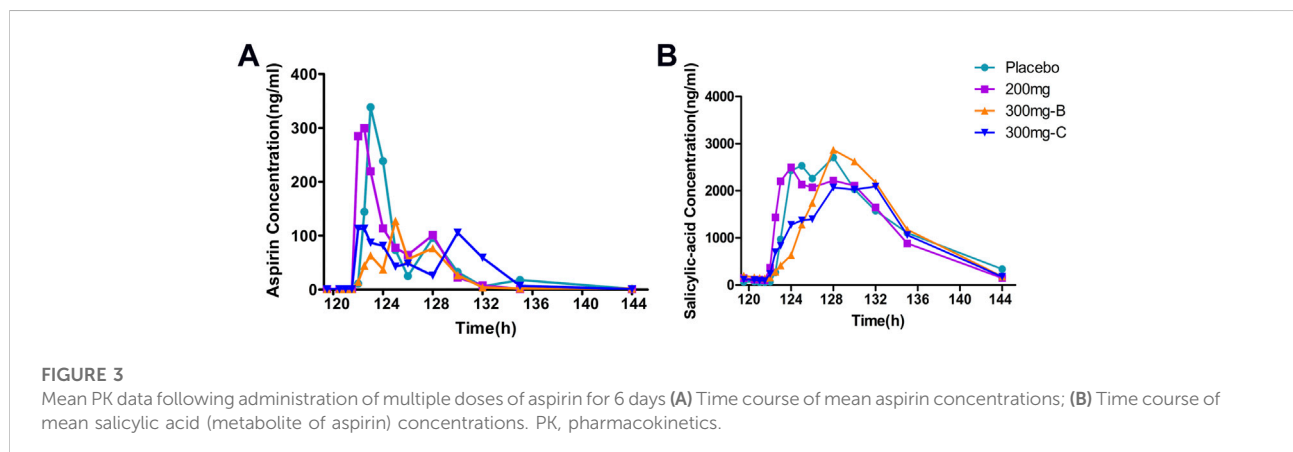 A
Aspirin Concentration(ng/ml)
400
300
200
100
0
120 124 128 132 136 140 144
Time(h)
B
Salicylic-acid Concentration(ng/ml)
4000
3000
2000
1000
0
120 124 128 132 136 140 144
Time(h)
Placebo
200mg
300mg-B
300mg-C
FIGURE 3
Mean PK data following administration of multiple doses of aspirin for 6 days (A) Time course of mean aspirin concentrations; (B) Time course of
mean salicylic acid (metabolite of aspirin) concentrations. PK, pharmacokinetics.